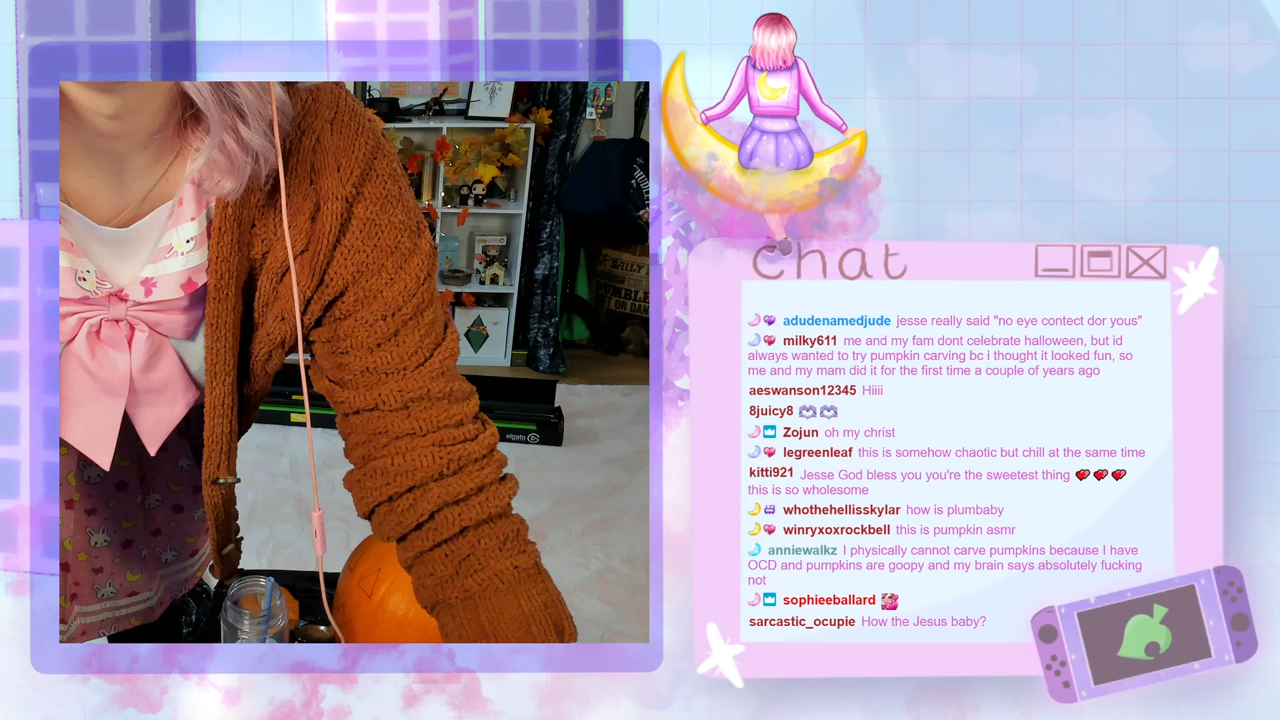 Chat
adudenamedjude jesse really said "no eye contect dor yous"
milky611 me and my fam dont celebrate halloween, but id
always wanted to try pumpkin carving bc i thought it looked fun, so
me and my mam did it for the first time a couple of years ago
aeswanson12345 Hiiii
8juicy8
Zojun oh my christ
legreenleaf this is somehow chaotic but chill at the same time
kitti921 Jesse God bless you you're the sweetest thing
this is so wholesome
whothehellisskylar how is plumbaby
winryxoxrockbell this is pumpkin asmr
anniewalkz I physically cannot carve pumpkins because I have
OCD and pumpkins are goopy and my brain says absolutely fucking
not
sophieeballard
sarcastic_ocupie How the Jesus baby?
elgato